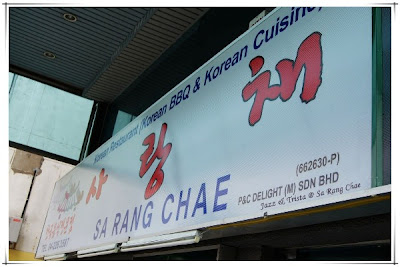 Korean Restaurant (Korean BBQ & Korean Cuisine)
사 랑 채
SA RANG CHAE
(662630-P)
P&C DELIGHT (M) SDN BHD
Jazz & Trista @ Sa Rang Chae